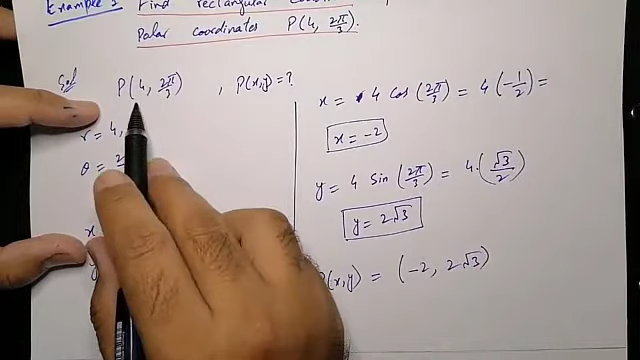 Example Find rectangular
Polar coordinates P(4, 2π/3).
Sol P(4, 2π/3) , P(x,y)=?
r = 4,
θ = 2
x
y
x = 4 cos(2π/3) = 4(-1/2) =
x = -2
y = 4 Sin(2π/3) = 4.(√3/2)
y = 2√3
(x,y) = (-2, 2√3)